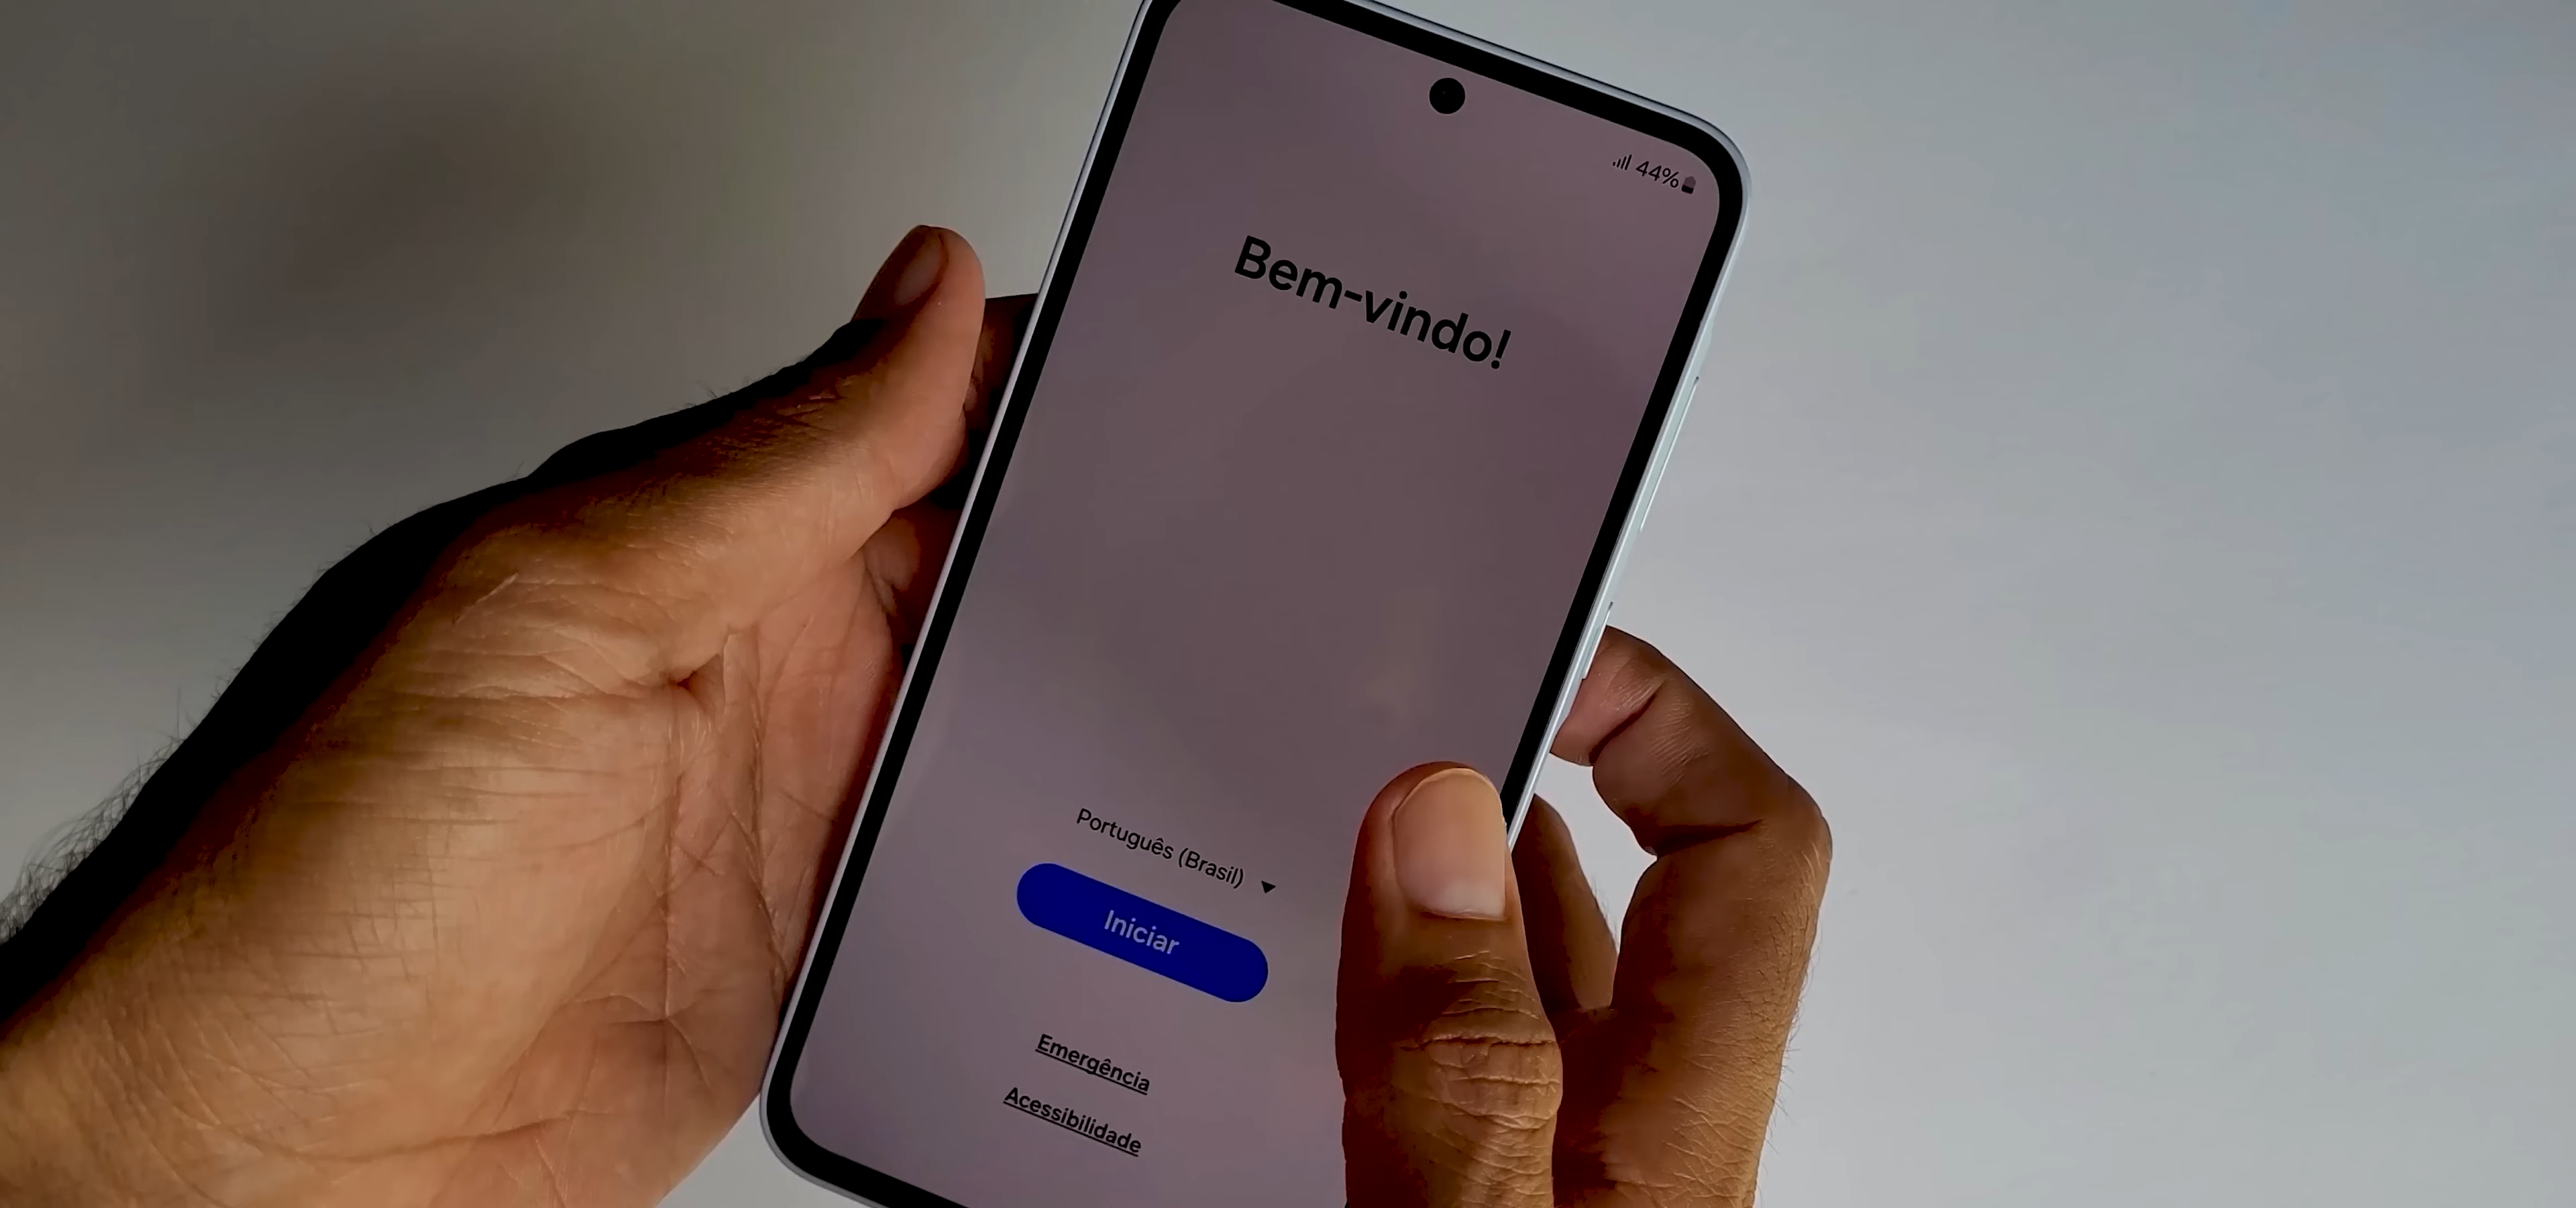 44%
Bem-vindo!
Português (Brasil)
Iniciar
Emergência
Acessibilidade